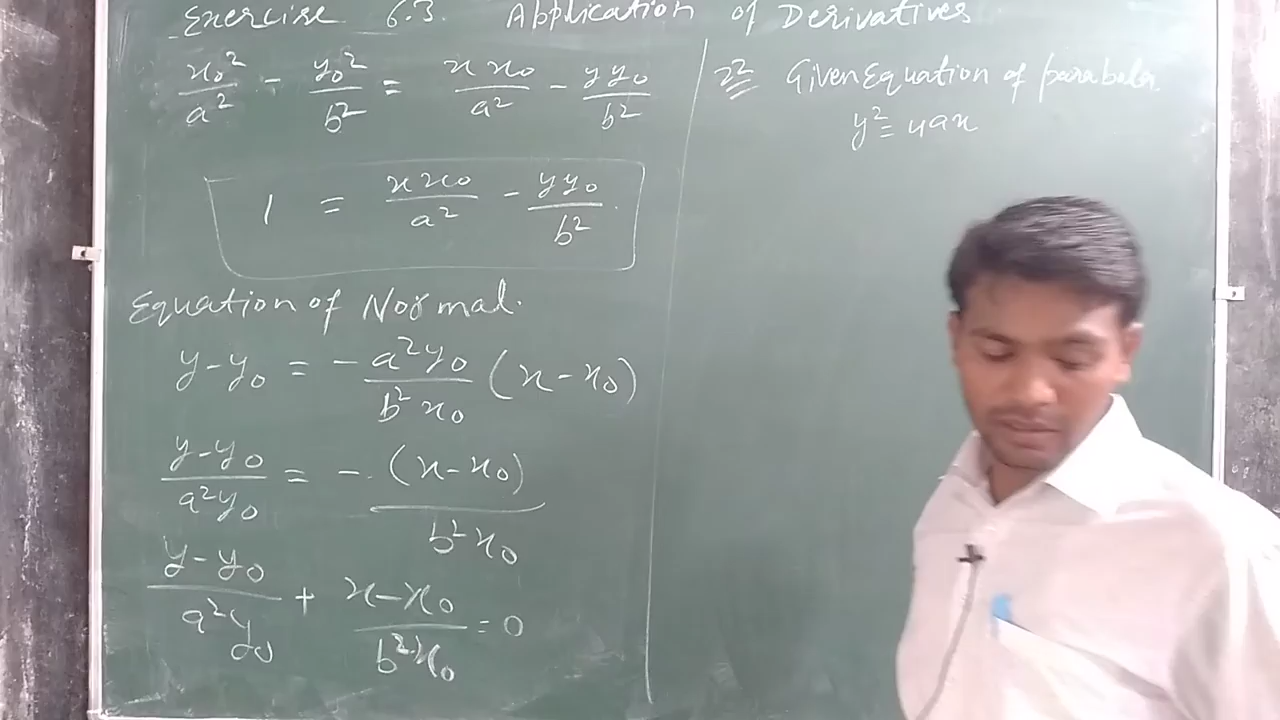 Exercise 6.3 Application of Derivatives
x₀²/a² - y₀²/b² = xx₀/a² - yy₀/b²
1 = xx₀/a² - yy₀/b².
Equation of Normal.
y-y₀ = -a²y₀/b²x₀ (x-x₀)
y-y₀/a²y₀ = -(x-x₀)/b²x₀
y-y₀/a²y₀ + x-x₀/b²x₀ = 0
22 Given Equation of parabola
y² = 4ax